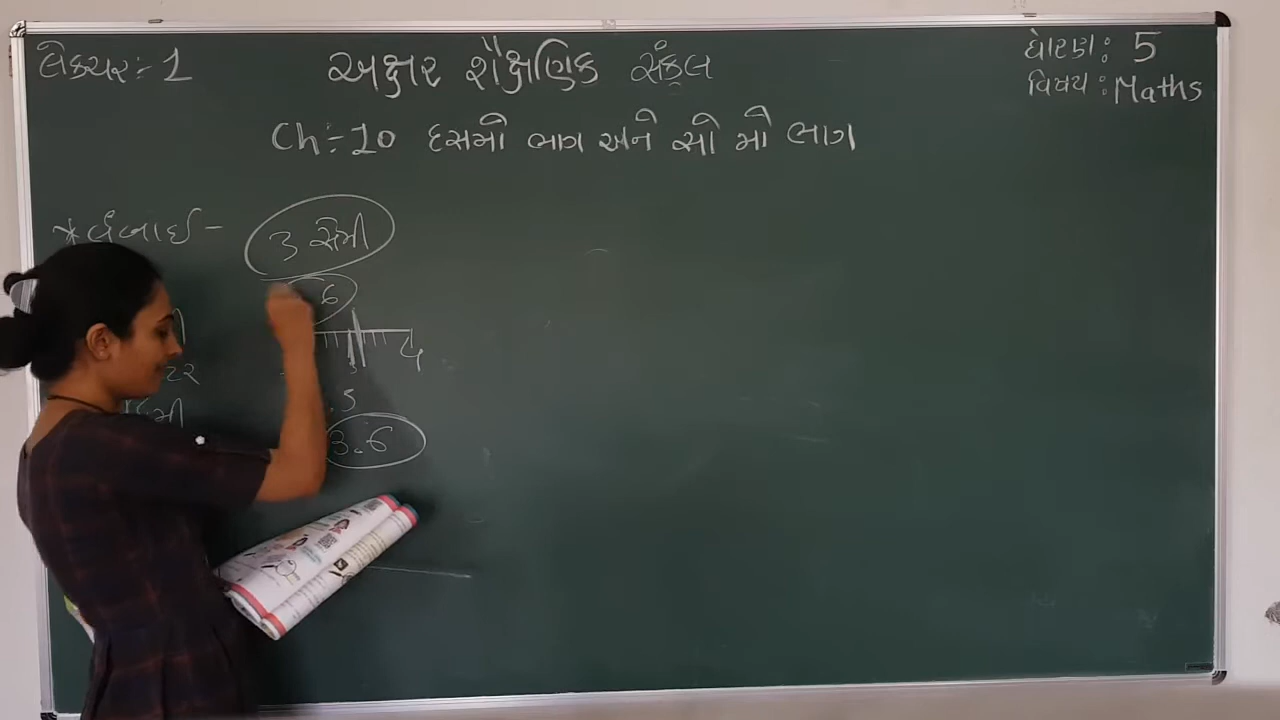 લેક્ચર:- 1
અક્ષર શૈક્ષણિક સંકુલ
ધોરણ: 5
વિષય: Maths
Ch:-10 દસમો ભાગ અને સો મો ભાગ
* લંબાઈ -
3 સેમી
6
5
3.6